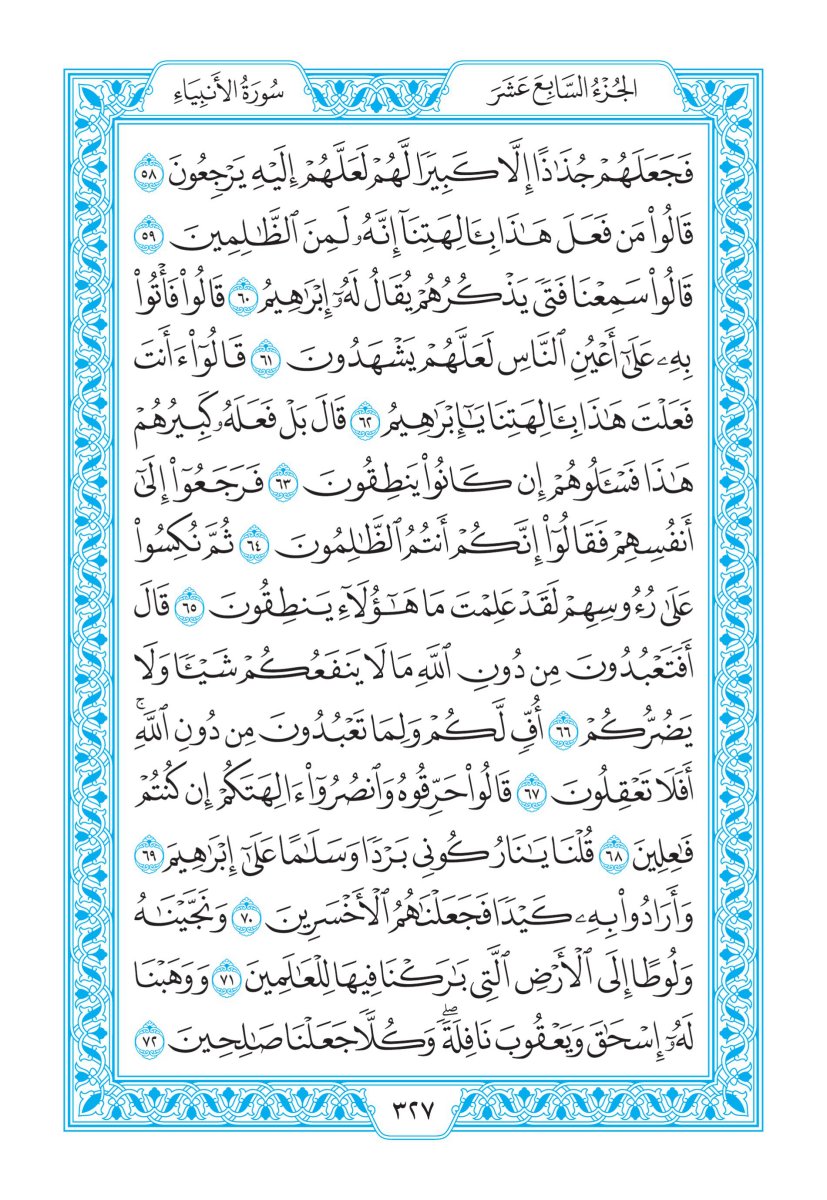 الجُزْءُ السَّابِعَ عَشَرَ
سُورَةُ الأَنبِيَاءِ
فَجَعَلَهُمْ جُذَٰذًا إِلَّا كَبِيرًا لَّهُمْ لَعَلَّهُمْ إِلَيْهِ يَرْجِعُونَ ٥٨
قَالُوا۟ مَن فَعَلَ هَٰذَا بِـَٔالِهَتِنَآ إِنَّهُۥ لَمِنَ ٱلظَّٰلِمِينَ ٥٩
قَالُوا۟ سَمِعْنَا فَتًى يَذْكُرُهُمْ يُقَالُ لَهُۥٓ إِبْرَٰهِيمُ ٦٠ قَالُوا۟ فَأْتُوا۟
بِهِۦ عَلَىٰٓ أَعْيُنِ ٱلنَّاسِ لَعَلَّهُمْ يَشْهَدُونَ ٦١ قَالُوٓا۟ ءَأَنتَ
فَعَلْتَ هَٰذَا بِـَٔالِهَتِنَا يَٰٓإِبْرَٰهِيمُ ٦٢ قَالَ بَلْ فَعَلَهُۥ كَبِيرُهُمْ
هَٰذَا فَسْـَٔلُوهُمْ إِن كَانُوا۟ يَنطِقُونَ ٦٣ فَرَجَعُوٓا۟ إِلَىٰٓ
أَنفُسِهِمْ فَقَالُوٓا۟ إِنَّكُمْ أَنتُمُ ٱلظَّٰلِمُونَ ٦٤ ثُمَّ نُكِسُوا۟
عَلَىٰ رُءُوسِهِمْ لَقَدْ عَلِمْتَ مَا هَٰٓؤُلَآءِ يَنطِقُونَ ٦٥ قَالَ
أَفَتَعْبُدُونَ مِن دُونِ ٱللَّهِ مَا لَا يَنفَعُكُمْ شَيْـًٔا وَلَا
يَضُرُّكُمْ ٦٦ أُفٍّ لَّكُمْ وَلِمَا تَعْبُدُونَ مِن دُونِ ٱللَّهِۚ
أَفَلَا تَعْقِلُونَ ٦٧ قَالُوا۟ حَرِّقُوهُ وَٱنصُرُوٓا۟ ءَالِهَتَكُمْ إِن كُنتُمْ
فَٰعِلِينَ ٦٨ قُلْنَا يَٰنَارُ كُونِى بَرْدًا وَسَلَٰمًا عَلَىٰٓ إِبْرَٰهِيمَ ٦٩
وَأَرَادُوا۟ بِهِۦ كَيْدًا فَجَعَلْنَٰهُمُ ٱلْأَخْسَرِينَ ٧٠ وَنَجَّيْنَٰهُ
وَلُوطًا إِلَى ٱلْأَرْضِ ٱلَّتِى بَٰرَكْنَا فِيهَا لِلْعَٰلَمِينَ ٧١ وَوَهَبْنَا
لَهُۥٓ إِسْحَٰقَ وَيَعْقُوبَ نَافِلَةًۖ وَكُلًّا جَعَلْنَا صَٰلِحِينَ ٧٢
٣٢٧